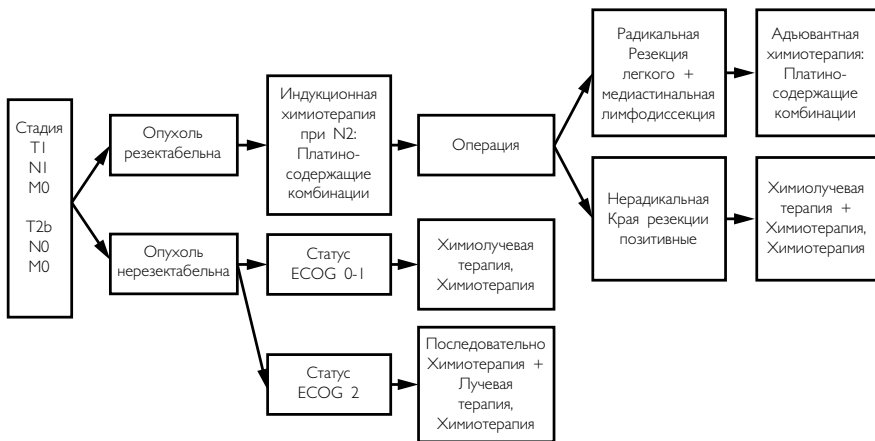 Стадия
T1
N1
M0
T2b
N0
M0
Опухоль
резектабельна
Индукционная
химиотерапия
при N2:
Платино-
содержащие
комбинации
Операция
Радикальная
Резекция
легкого +
медиастинальная
лимфодиссекция
Адъювантная
химиотерапия:
Платино-
содержащие
комбинации
Нерадикальная
Края резекции
позитивные
Химиолучевая
терапия +
Химиотерапия,
Химиотерапия
Опухоль
нерезектабельна
Статус
ECOG 0-1
Химиолучевая
терапия,
Химиотерапия
Статус
ECOG 2
Последовательно
Химиотерапия +
Лучевая
терапия,
Химиотерапия